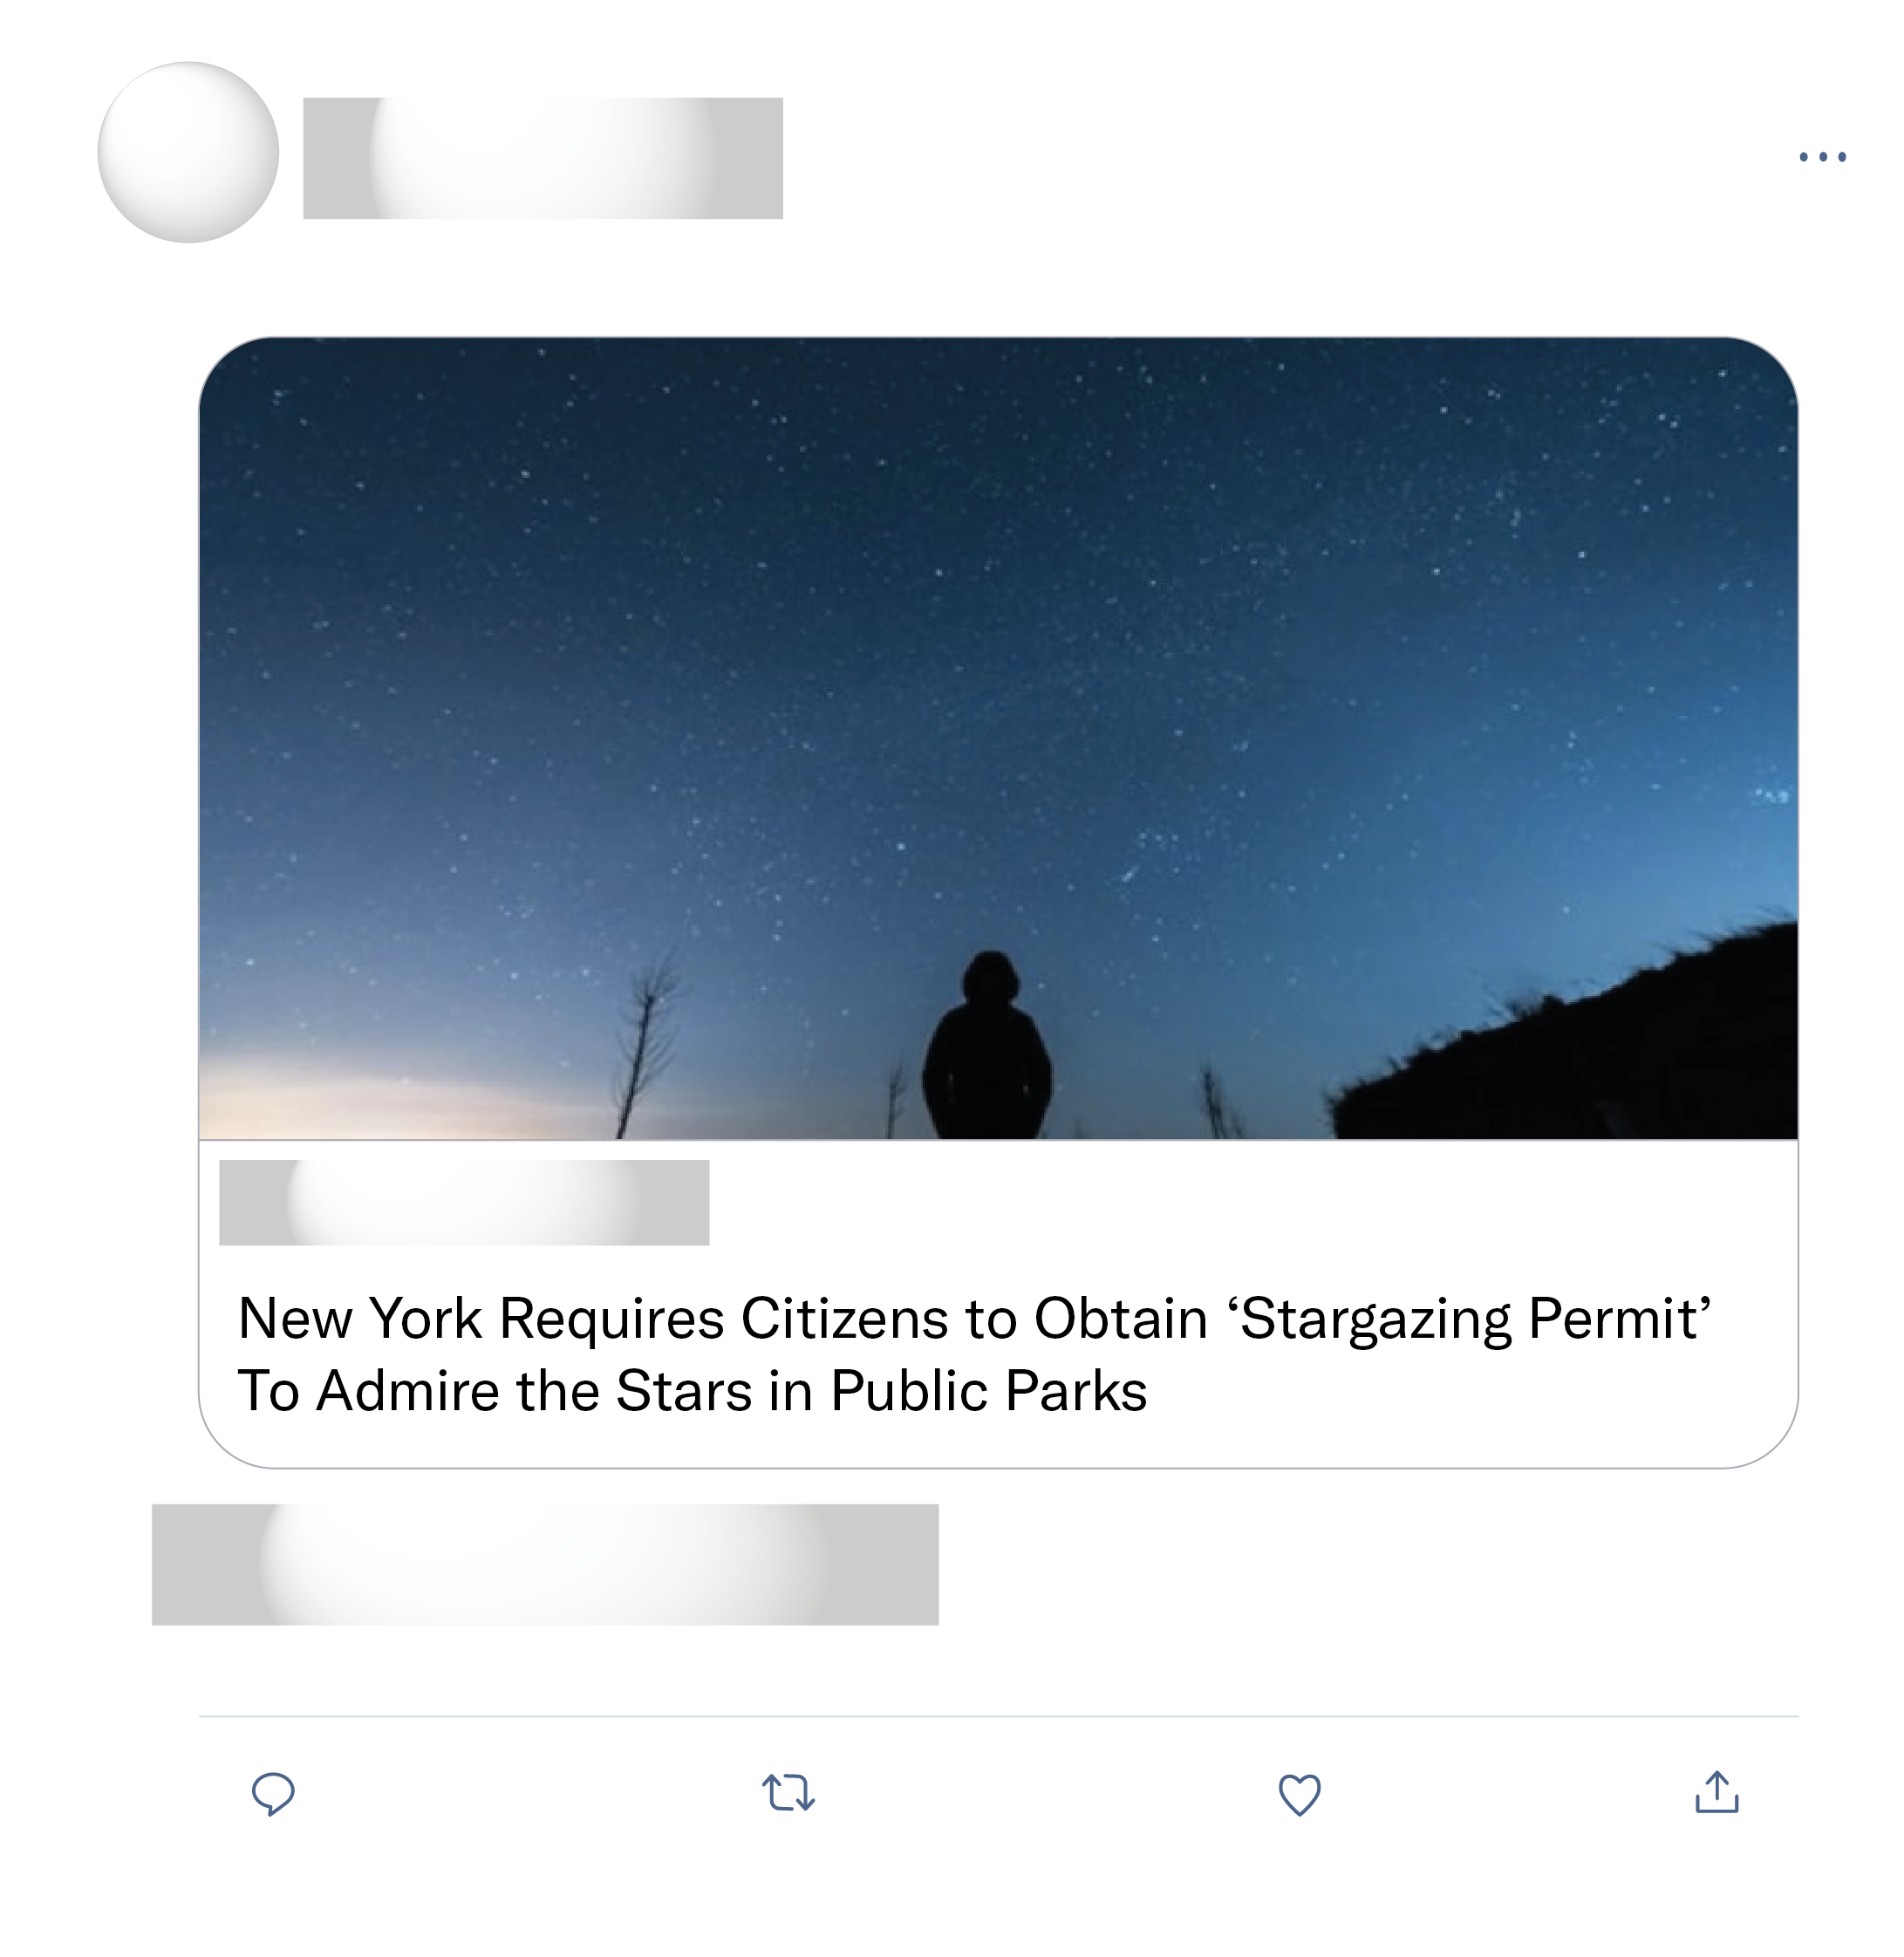 New York Requires Citizens to Obtain ‘Stargazing Permit’
To Admire the Stars in Public Parks